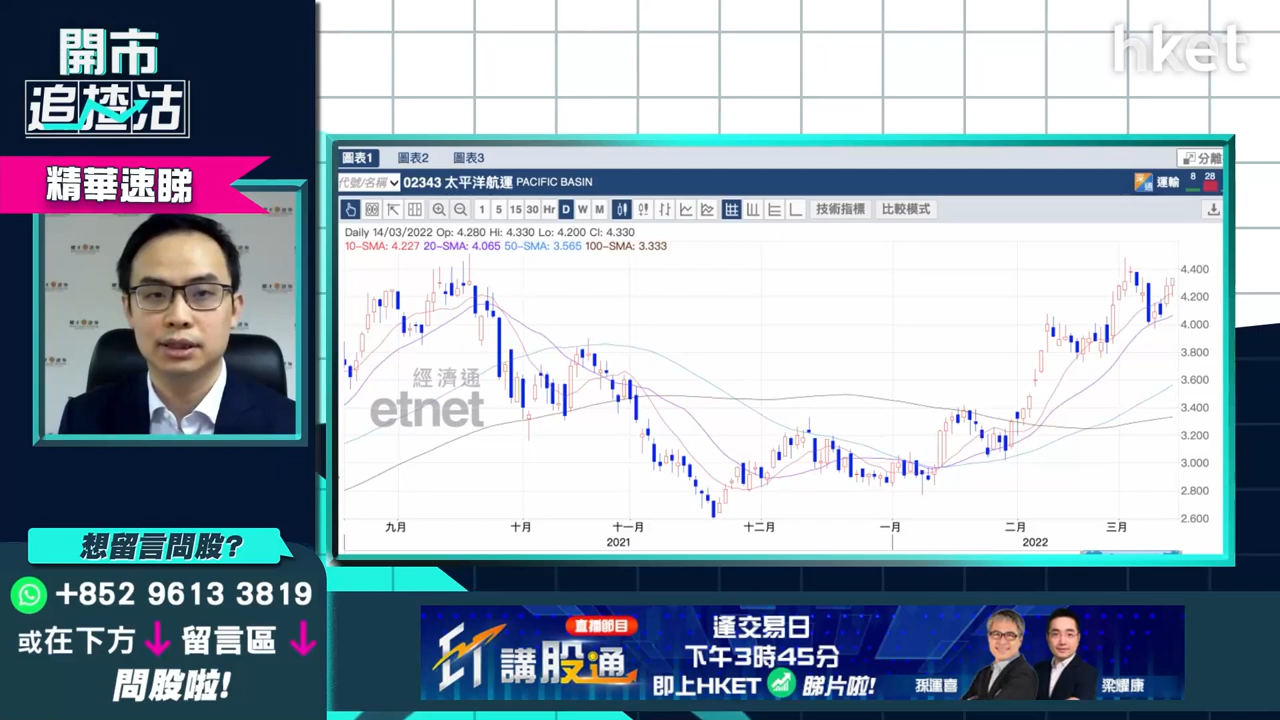 開市
追揸沽
精華速睇
hket
圖表1 圖表2 圖表3
分離
代號/名稱 02343 太平洋航運 PACIFIC BASIN
深通 運輸 8 28
1 5 15 30 Hr D W M 技術指標 比較模式
Daily 14/03/2022 Op: 4.280 Hi: 4.330 Lo: 4.200 Cl: 4.330
10-SMA: 4.227 20-SMA: 4.065 50-SMA: 3.565 100-SMA: 3.333
4.400
4.200
4.000
3.800
3.600
3.400
3.200
3.000
2.800
2.600
經濟通
etnet
九月 十月 十一月 十二月 一月 二月 三月
2021 2022
想留言問股?
+852 9613 3819
或在下方 留言區
問股啦!
直播節目
ET 講股通
逢交易日
下午3時45分
即上HKET 睇片啦!
孫運喜
梁耀康